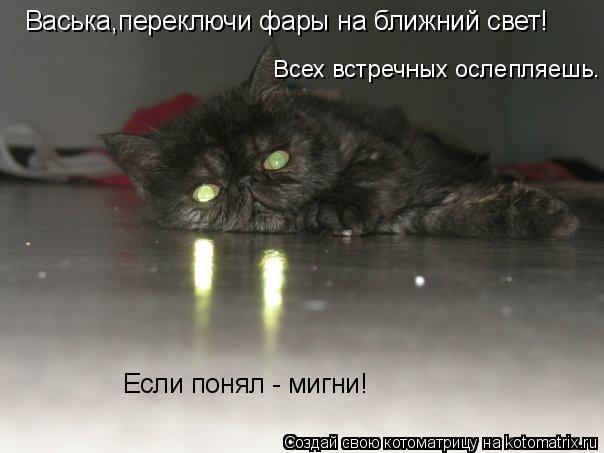 Васька,переключи фары на ближний свет!
Всех встречных ослепляешь.
Если понял - мигни!
Создай свою котоматрицу на kotomatrix.ru